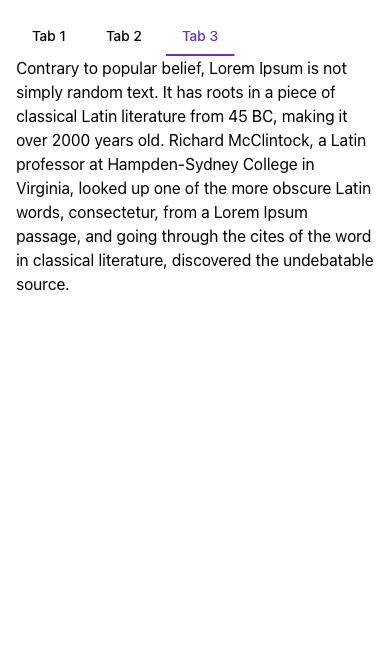 Tab 1 Tab 2 Tab 3
Contrary to popular belief, Lorem Ipsum is not
simply random text. It has roots in a piece of
classical Latin literature from 45 BC, making it
over 2000 years old. Richard McClintock, a Latin
professor at Hampden-Sydney College in
Virginia, looked up one of the more obscure Latin
words, consectetur, from a Lorem Ipsum
passage, and going through the cites of the word
in classical literature, discovered the undebatable
source.